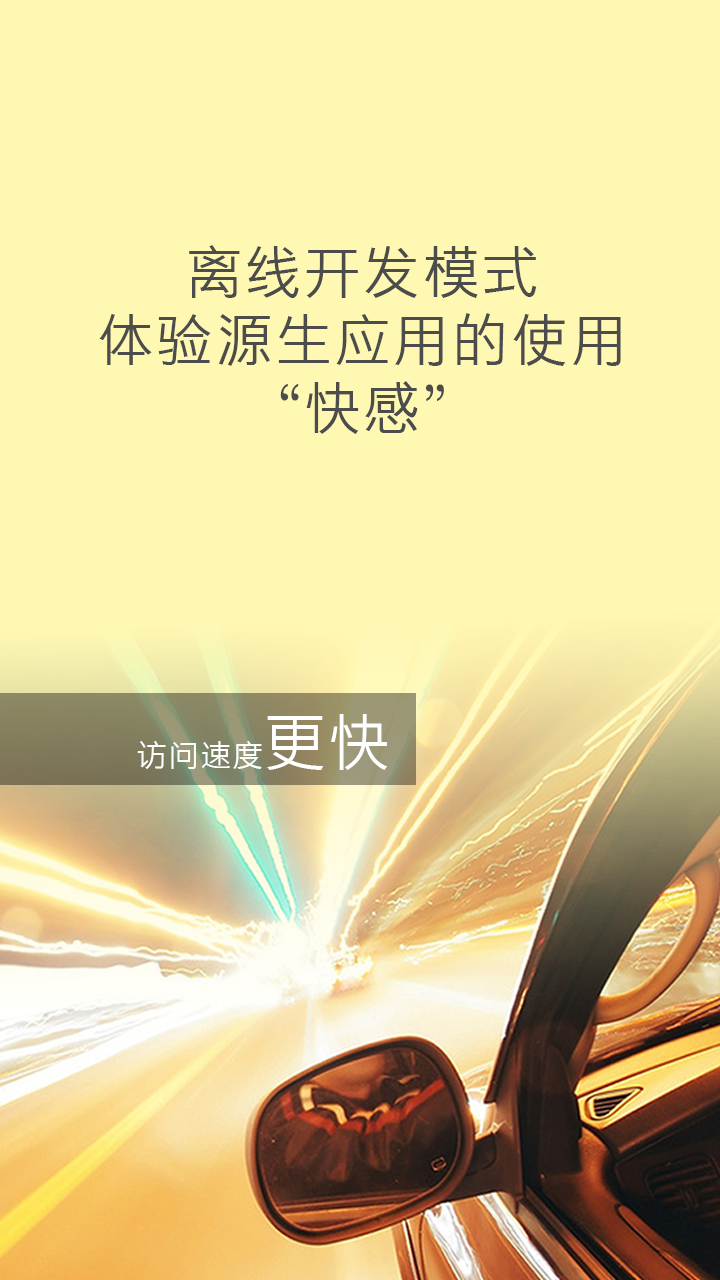 离线开发模式
体验源生应用的使用
“快感”
访问速度更快